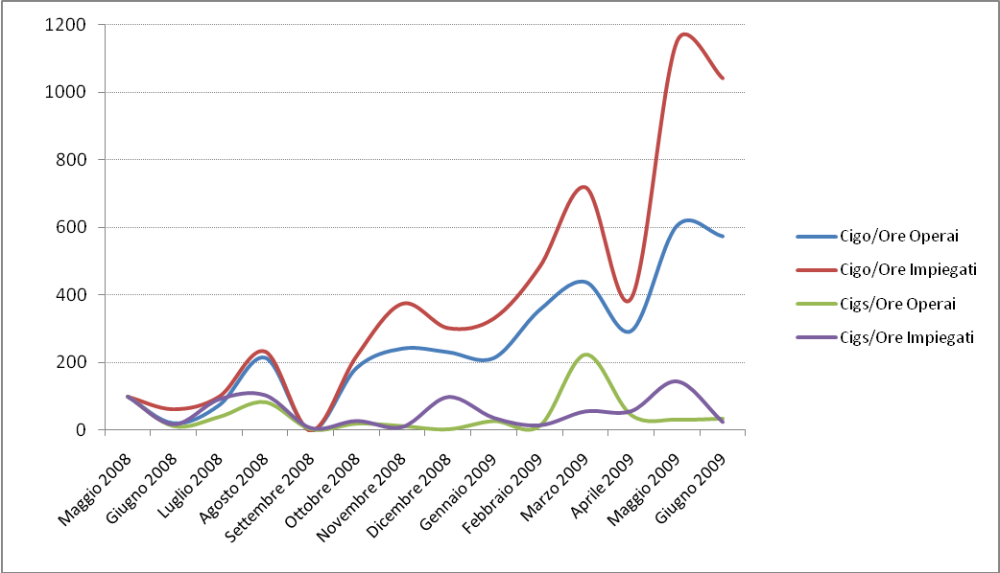 1200
1000
800
600
400
200
0
Maggio 2008
Giugno 2008
Luglio 2008
Agosto 2008
Settembre 2008
Ottobre 2008
Novembre 2008
Dicembre 2008
Gennaio 2009
Febbraio 2009
Marzo 2009
Aprile 2009
Maggio 2009
Giugno 2009
Cigo/Ore Operai
Cigo/Ore Impiegati
Cigs/Ore Operai
Cigs/Ore Impiegati